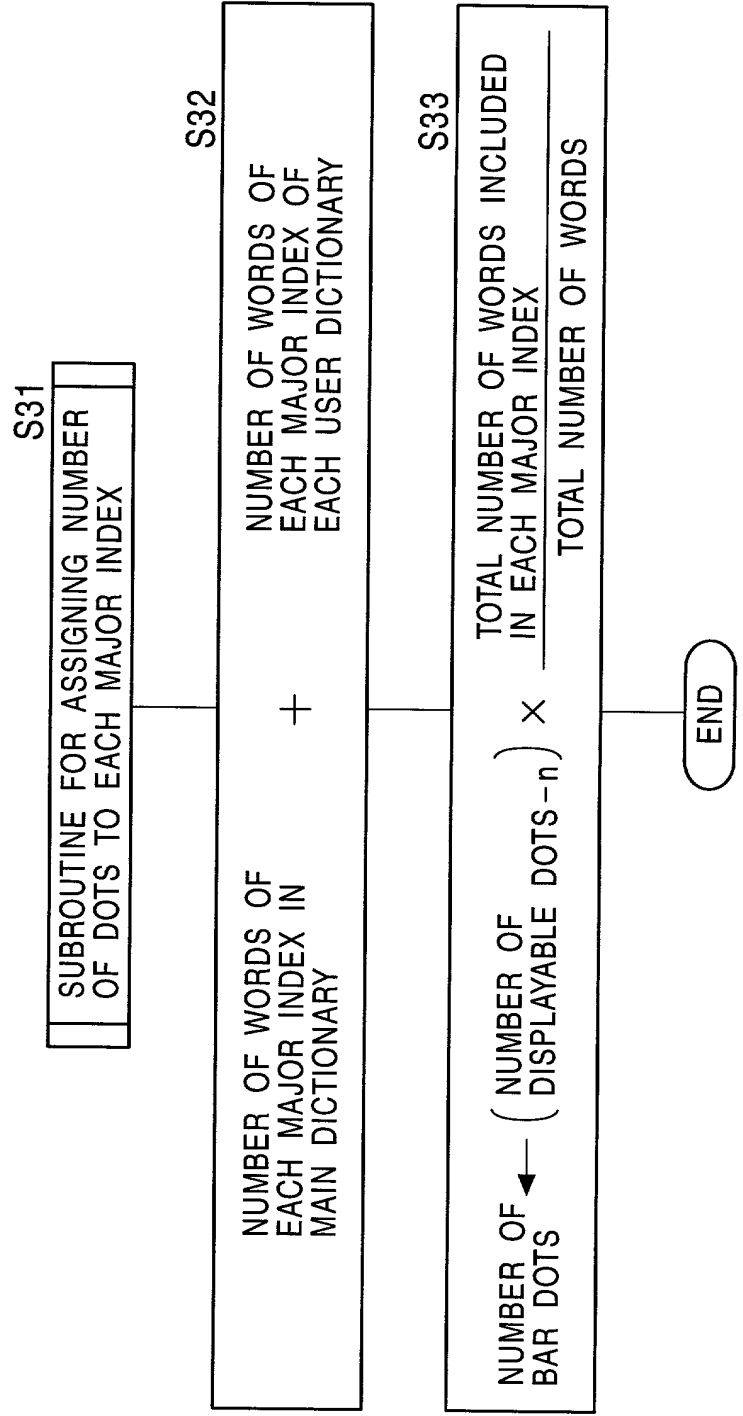 S31
SUBROUTINE FOR ASSIGNING NUMBER
OF DOTS TO EACH MAJOR INDEX
S32
NUMBER OF WORDS OF
EACH MAJOR INDEX IN
MAIN DICTIONARY
+
NUMBER OF WORDS OF
EACH MAJOR INDEX OF
EACH USER DICTIONARY
S33
NUMBER OF
BAR DOTS
←
(NUMBER OF
DISPLAYABLE DOTS-n)
×
TOTAL NUMBER OF WORDS INCLUDED
IN EACH MAJOR INDEX
TOTAL NUMBER OF WORDS
END